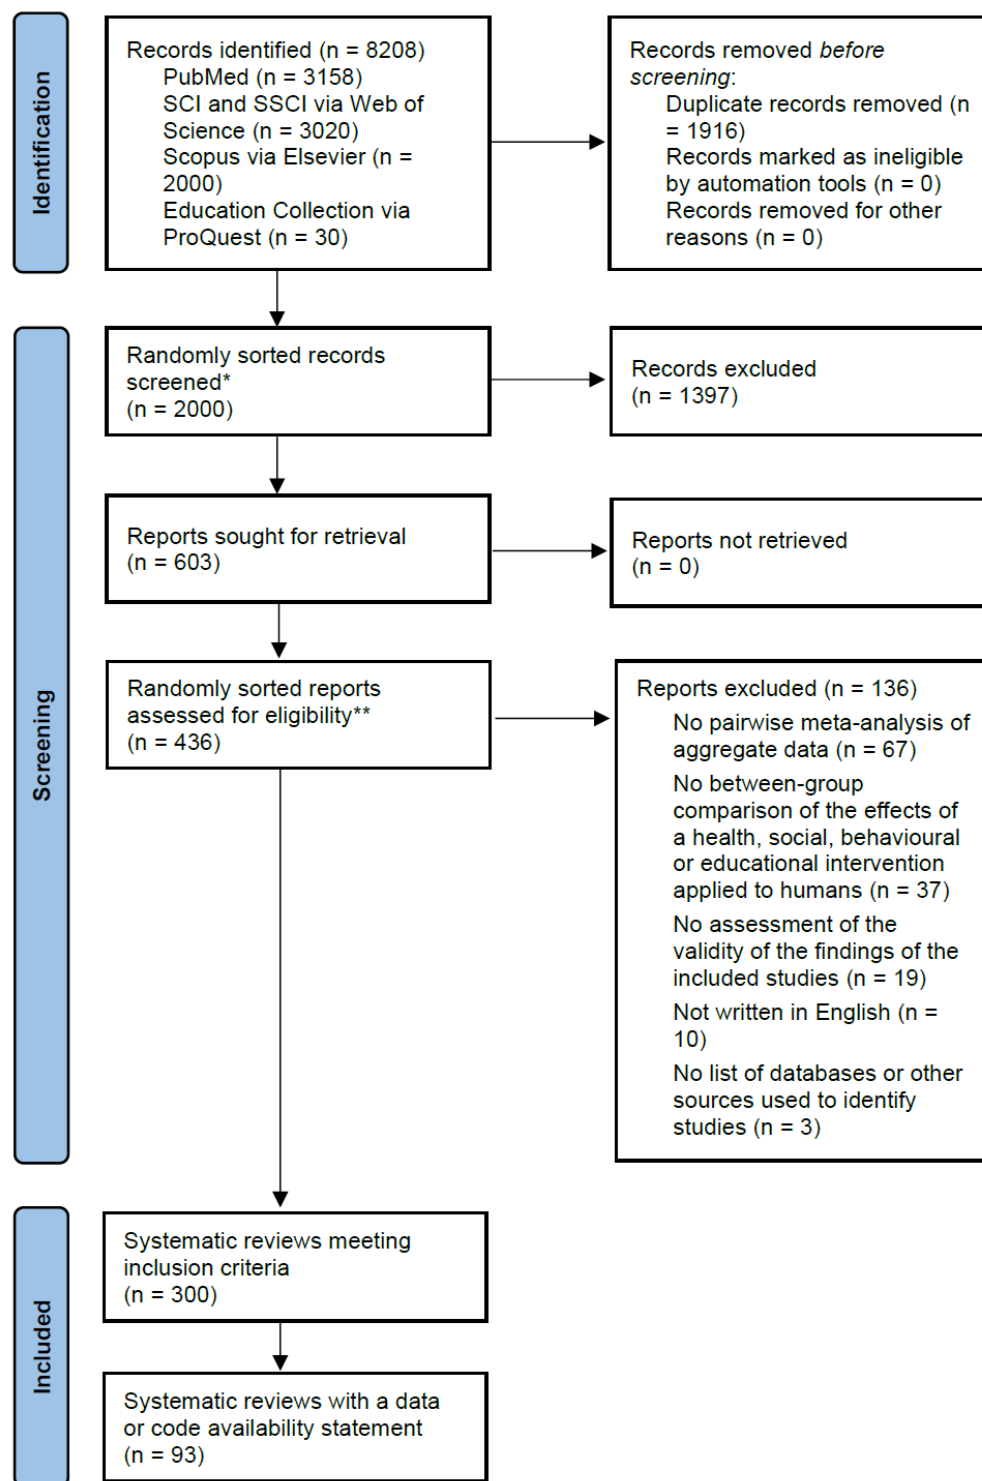 Identification
Records identified (n = 8208)
PubMed (n = 3158)
SCI and SSCI via Web of
Science (n = 3020)
Scopus via Elsevier (n =
2000)
Education Collection via
ProQuest (n = 30)
Records removed before
screening:
Duplicate records removed (n
= 1916)
Records marked as ineligible
by automation tools (n = 0)
Records removed for other
reasons (n = 0)
Screening
Randomly sorted records
screened*
(n = 2000)
Records excluded
(n = 1397)
Reports sought for retrieval
(n = 603)
Reports not retrieved
(n = 0)
Randomly sorted reports
assessed for eligibility**
(n = 436)
Reports excluded (n = 136)
No pairwise meta-analysis of
aggregate data (n = 67)
No between-group
comparison of the effects of
a health, social, behavioural
or educational intervention
applied to humans (n = 37)
No assessment of the
validity of the findings of the
included studies (n = 19)
Not written in English (n =
10)
No list of databases or other
sources used to identify
studies (n = 3)
Included
Systematic reviews meeting
inclusion criteria
(n = 300)
Systematic reviews with a data
or code availability statement
(n = 93)